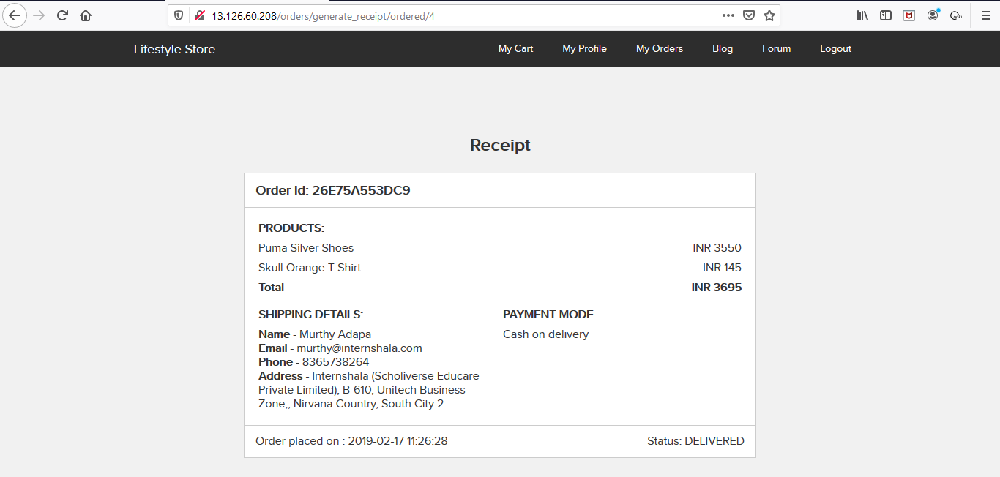 13.126.60.208/orders/generate_receipt/ordered/4
Lifestyle Store
My Cart
My Profile
My Orders
Blog
Forum
Logout
Receipt
Order Id: 26E75A553DC9
PRODUCTS:
Puma Silver Shoes INR 3550
Skull Orange T Shirt INR 145
Total INR 3695
SHIPPING DETAILS:
Name - Murthy Adapa
Email - murthy@internshala.com
Phone - 8365738264
Address - Internshala (Scholiverse Educare
Private Limited), B-610, Unitech Business
Zone,, Nirvana Country, South City 2
PAYMENT MODE
Cash on delivery
Order placed on : 2019-02-17 11:26:28
Status: DELIVERED